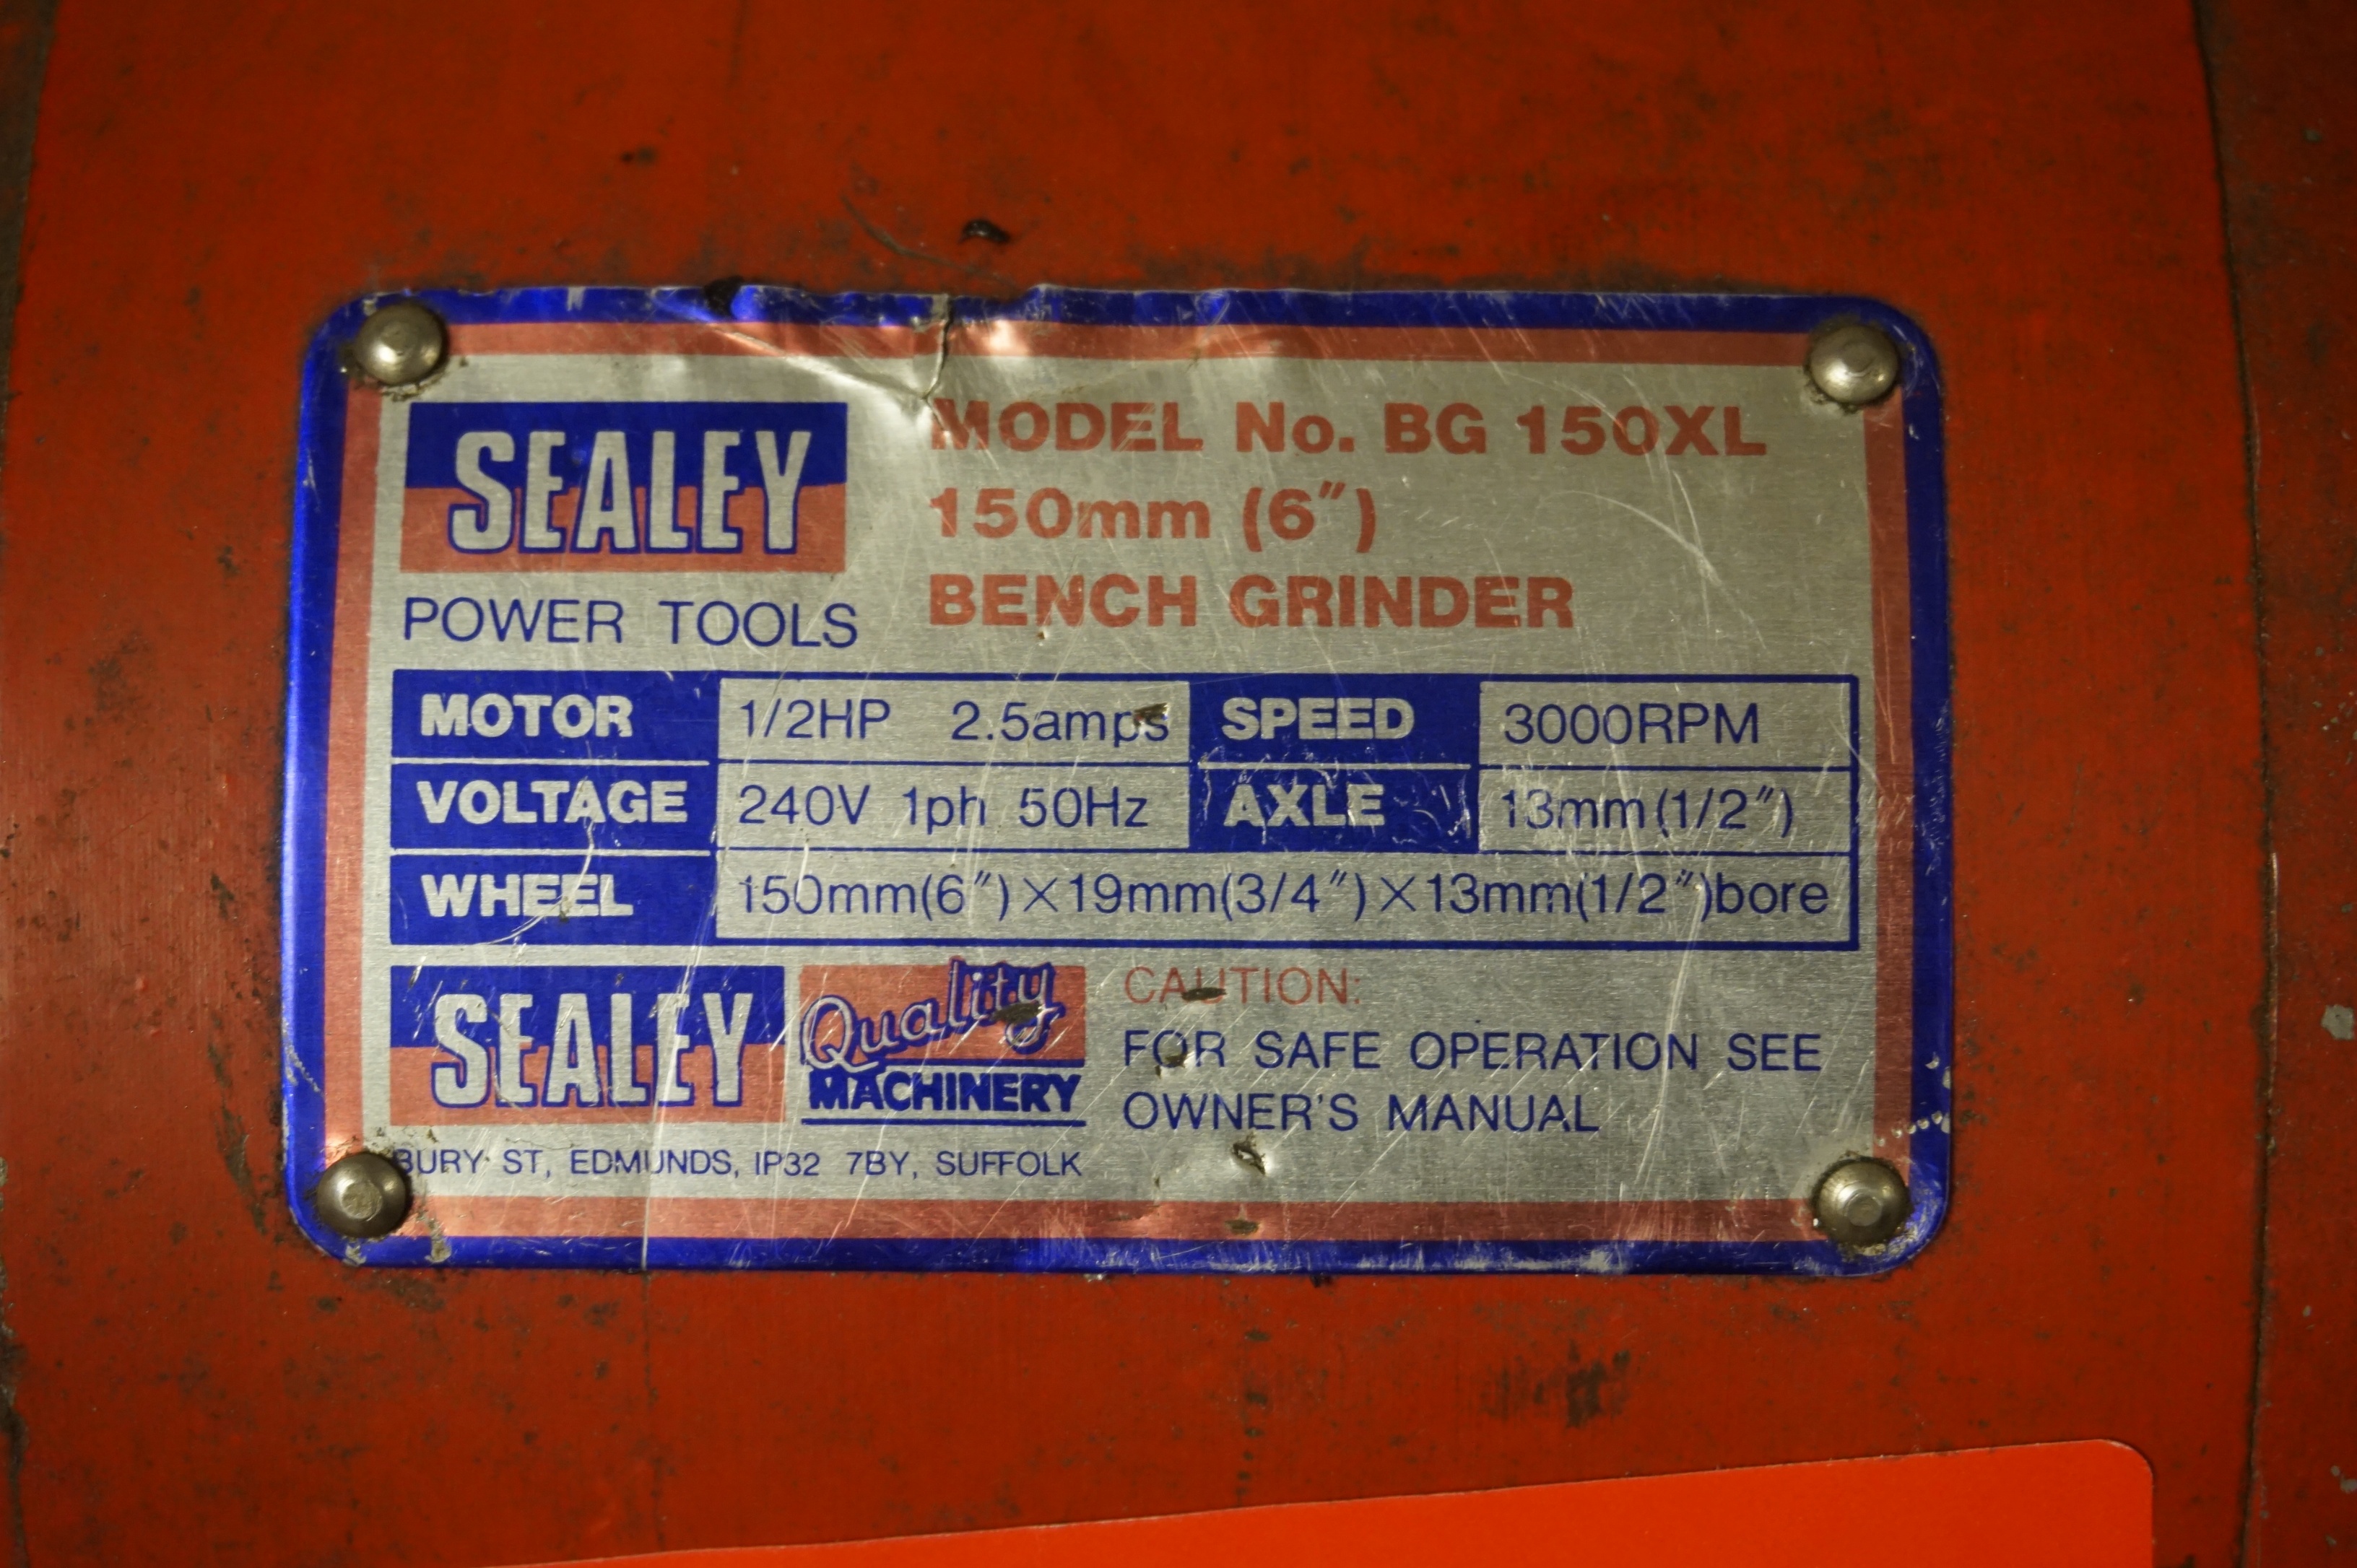 SEALEY
POWER TOOLS
MODEL No. BG 150XL
150mm (6")
BENCH GRINDER
MOTOR 1/2HP 2.5amps SPEED 3000RPM
VOLTAGE 240V 1ph 50Hz AXLE 13mm(1/2")
WHEEL 150mm(6")×19mm(3/4")×13mm(1/2")bore
SEALEY
Quality
MACHINERY
BURY ST, EDMUNDS, IP32 7BY, SUFFOLK
CAUTION:
FOR SAFE OPERATION SEE
OWNER'S MANUAL